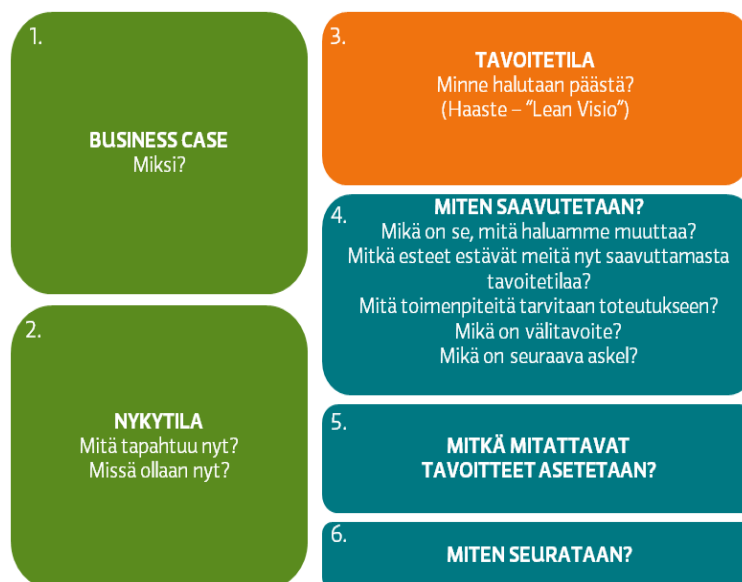 1.
BUSINESS CASE
Miksi?
2.
NYKYTILA
Mitä tapahtuu nyt?
Missä ollaan nyt?
3.
TAVOITETILA
Minne halutaan päästä?
(Haaste – "Lean Visio")
4.
MITEN SAAVUTETAAN?
Mikä on se, mitä haluamme muuttaa?
Mitkä esteet estävät meitä nyt saavuttamasta
tavoitetilaa?
Mitä toimenpiteitä tarvitaan toteutukseen?
Mikä on välitavoite?
Mikä on seuraava askel?
5.
MITKÄ MITATTAVAT
TAVOITTEET ASETETAAN?
6.
MITEN SEURATAAN?